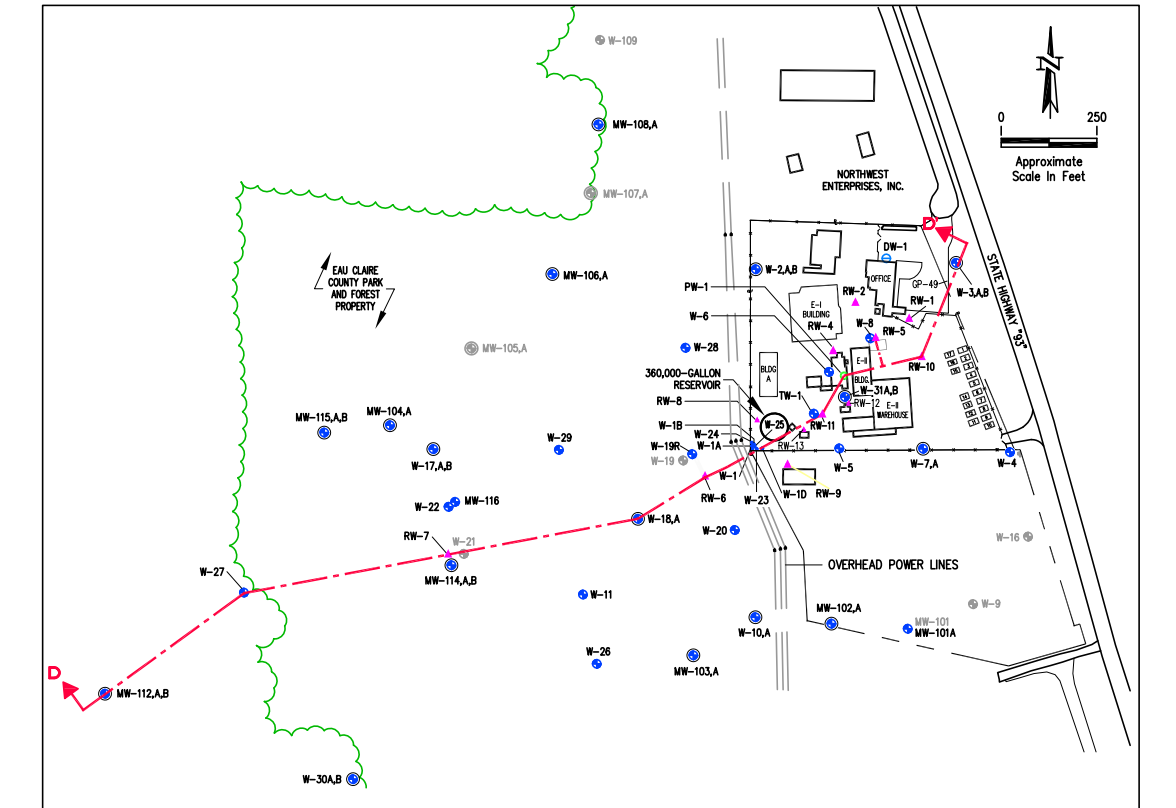 W-109
N
0 250
Approximate
Scale In Feet
MW-108,A
NORTHWEST
ENTERPRISES, INC.
MW-107,A
D'
DW-1
STATE HIGHWAY "93"
EAU CLAIRE
COUNTY PARK
AND FOREST
PROPERTY
MW-106,A
W-2,A,B
OFFICE
GP-49
W-3,A,B
PW-1
RW-2
RW-1
E-I
BUILDING
W-6
RW-4
W-8
RW-5
MW-105,A
W-28
BLDG
A
E-II
BLDG.
RW-10
360,000-GALLON
RESERVOIR
W-31A,B
RW-8
TW-1
RW-12
E-II
WAREHOUSE
MW-115,A,B
MW-104,A
W-1B
W-25
RW-11
W-24
W-29
W-19R
W-1A
RW-13
W-17,A,B
W-19
W-5
W-7,A
W-4
W-1
RW-6
W-23
W-1D
RW-9
W-22
MW-116
W-18,A
W-20
W-16
RW-7
W-21
OVERHEAD POWER LINES
W-27
MW-114,A,B
W-11
W-9
MW-102,A
W-10,A
MW-101
MW-101A
W-26
MW-103,A
D
MW-112,A,B
W-30A,B